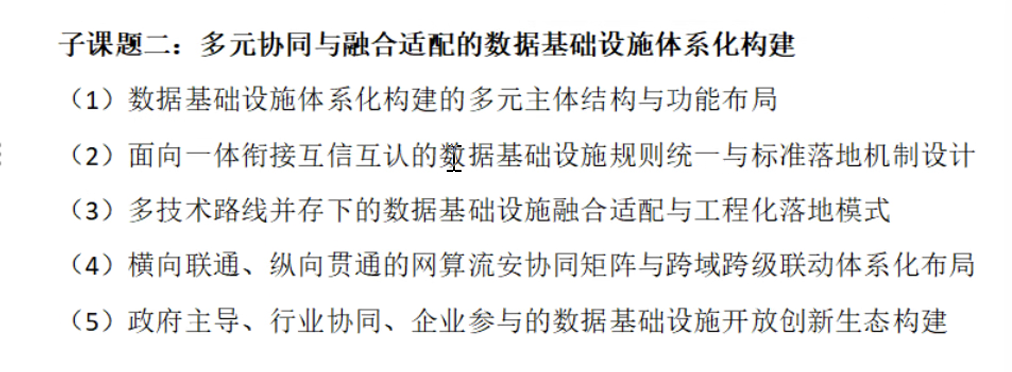 子课题二：多元协同与融合适配的数据基础设施体系化构建
（1）数据基础设施体系化构建的多元主体结构与功能布局
（2）面向一体衔接互信互认的数据基础设施规则统一与标准落地机制设计
（3）多技术路线并存下的数据基础设施融合适配与工程化落地模式
（4）横向联通、纵向贯通的网算流安协同矩阵与跨域跨级联动体系化布局
（5）政府主导、行业协同、企业参与的数据基础设施开放创新生态构建